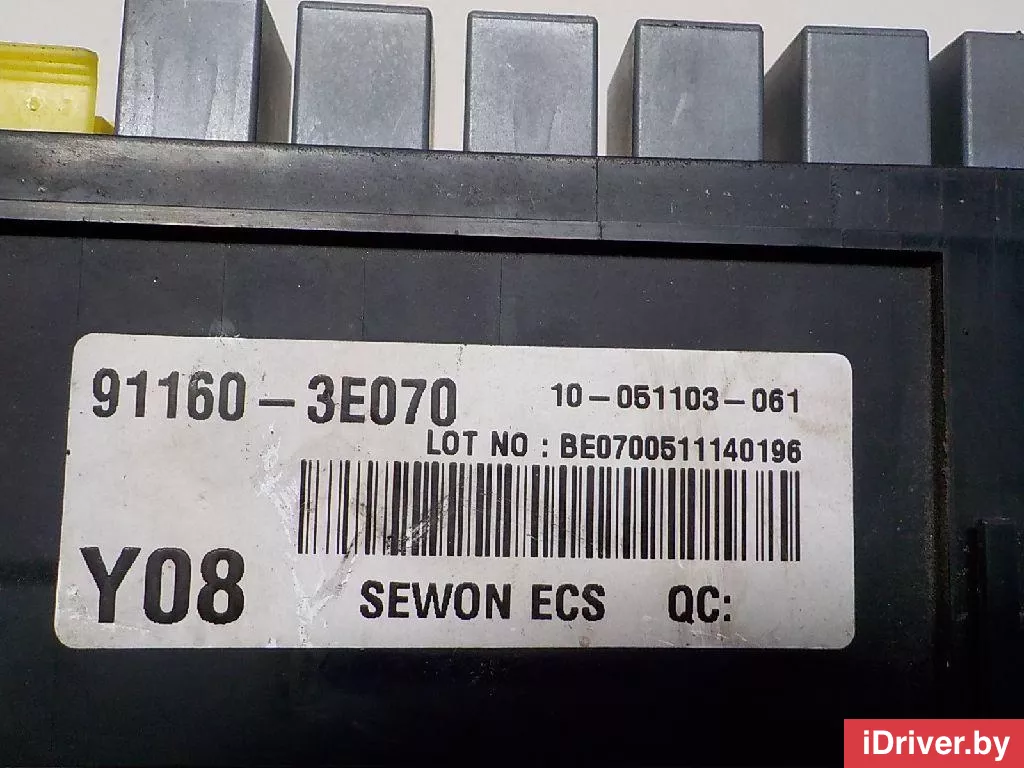 91160-3E070 10-051103-061
LOT NO : BE0700511140196
Y08 SEWON ECS QC:
iDriver.by